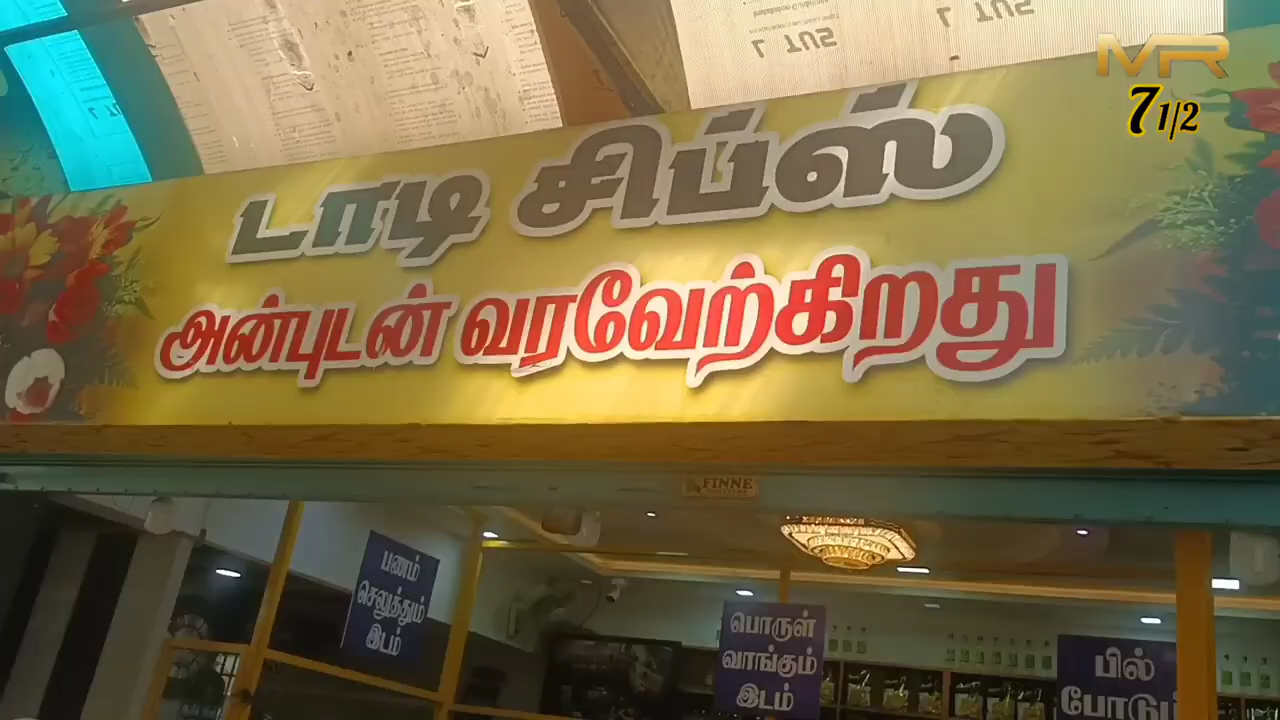 MR
7 1/2
டாடி சிப்ஸ்
அன்புடன் வரவேற்கிறது
FINNE
பணம்
செலுத்தும்
இடம்
பொருள்
வாங்கும்
இடம்
பில்